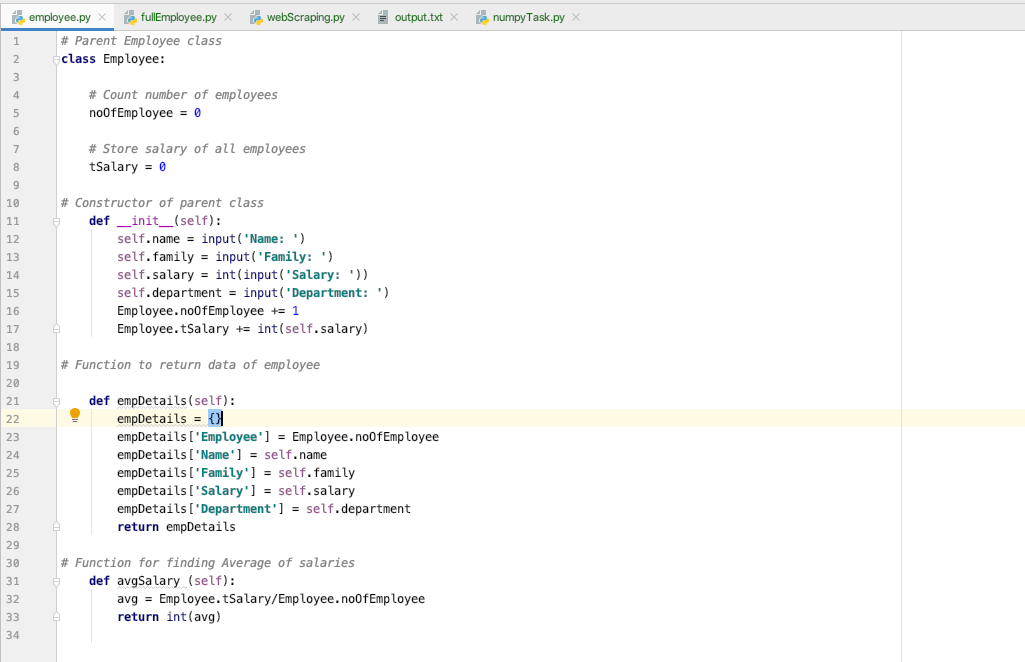 employee.py fullEmployee.py webScraping.py output.txt numpyTask.py
1 # Parent Employee class
2 class Employee:
3
4 # Count number of employees
5 noOfEmployee = 0
6
7 # Store salary of all employees
8 tSalary = 0
9
10 # Constructor of parent class
11 def __init__(self):
12 self.name = input('Name: ')
13 self.family = input('Family: ')
14 self.salary = int(input('Salary: '))
15 self.department = input('Department: ')
16 Employee.noOfEmployee += 1
17 Employee.tSalary += int(self.salary)
18
19 # Function to return data of employee
20
21 def empDetails(self):
22 empDetails = {}
23 empDetails['Employee'] = Employee.noOfEmployee
24 empDetails['Name'] = self.name
25 empDetails['Family'] = self.family
26 empDetails['Salary'] = self.salary
27 empDetails['Department'] = self.department
28 return empDetails
29
30 # Function for finding Average of salaries
31 def avgSalary (self):
32 avg = Employee.tSalary/Employee.noOfEmployee
33 return int(avg)
34